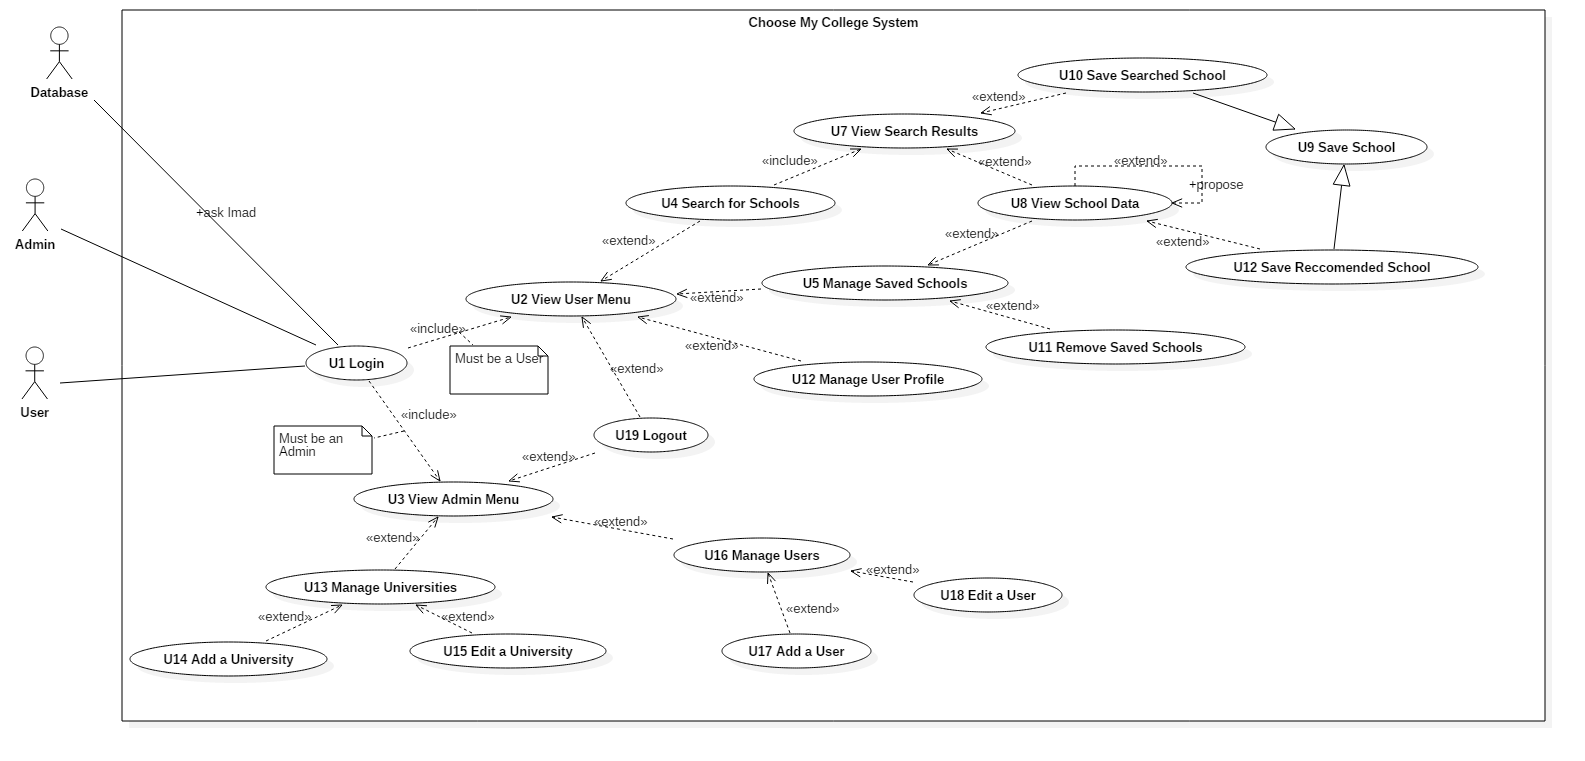 Choose My College System
Database
U10 Save Searched School
«extend»
U7 View Search Results
U9 Save School
«include»
«extend»
«extend»
+propose
Admin
+ask lmad
U4 Search for Schools
U8 View School Data
«extend»
«extend»
«extend»
U12 Save Reccomended School
U5 Manage Saved Schools
U2 View User Menu
«extend»
«extend»
«include»
Must be a User
«extend»
U11 Remove Saved Schools
U1 Login
User
«extend»
U12 Manage User Profile
«include»
Must be an
Admin
U19 Logout
«extend»
U3 View Admin Menu
«extend»
«extend»
U16 Manage Users
«extend»
U13 Manage Universities
U18 Edit a User
«extend»
«extend»
«extend»
U14 Add a University
U15 Edit a University
U17 Add a User